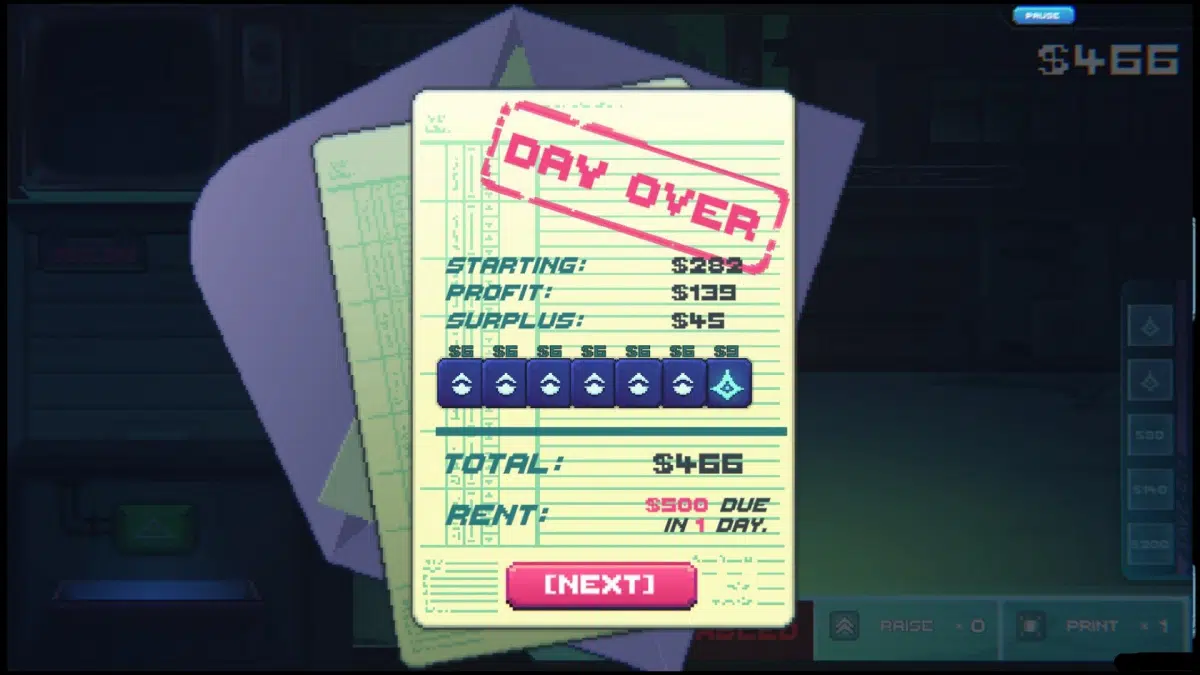 PAUSE
$466
DAY OVER
STARTING: $282
PROFIT: $139
SURPLUS: $45
$6 $6 $6 $6 $6 $6 $9
TOTAL: $466
RENT: $500 DUE
IN 1 DAY.
[NEXT]
$80
$140
$200
RAISE × 0
PRINT × 1